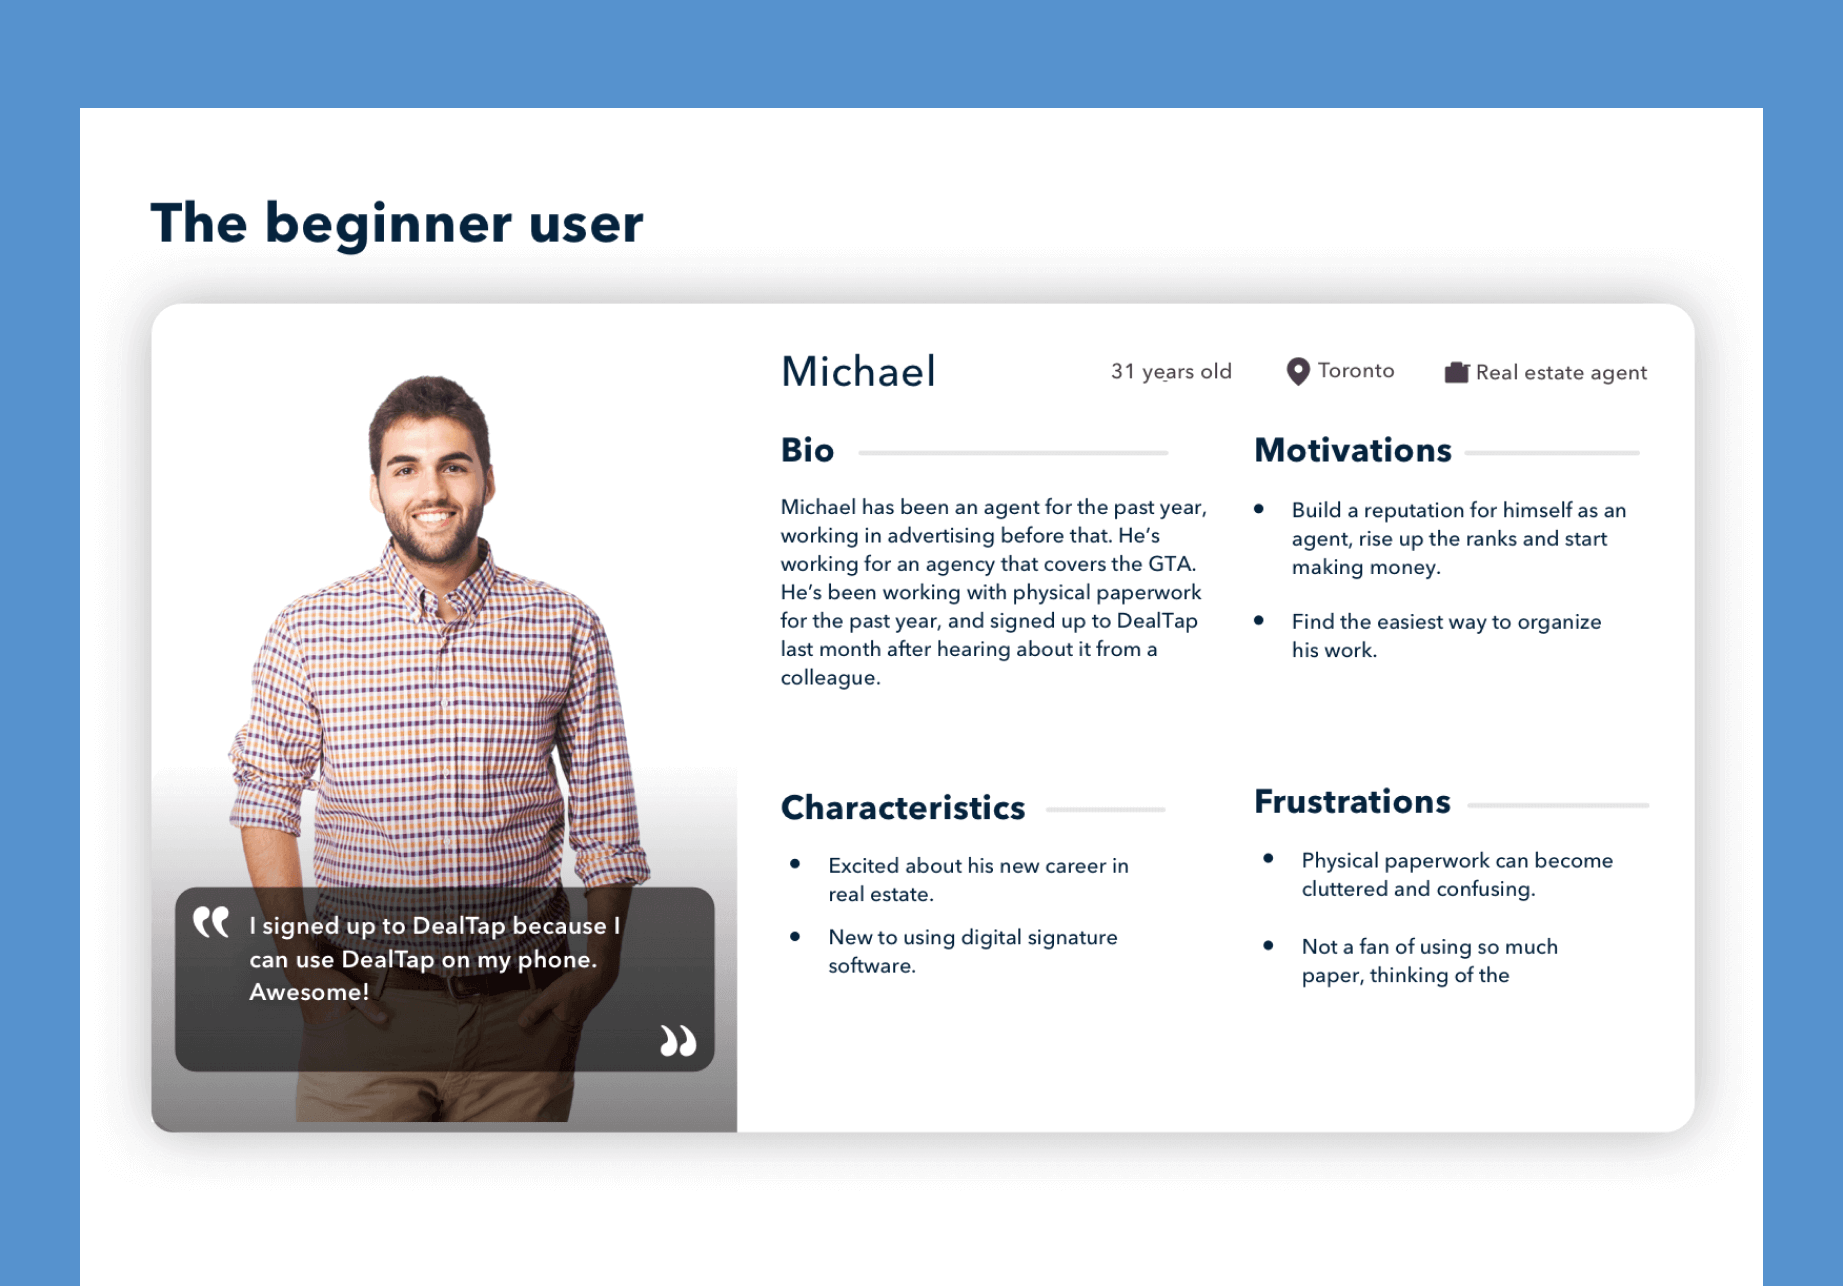 The beginner user
Michael
31 years old
Toronto
Real estate agent
Bio
Michael has been an agent for the past year,
working in advertising before that. He's
working for an agency that covers the GTA.
He's been working with physical paperwork
for the past year, and signed up to DealTap
last month after hearing about it from a
colleague.
Motivations
• Build a reputation for himself as an
agent, rise up the ranks and start
making money.
• Find the easiest way to organize
his work.
Characteristics
• Excited about his new career in
real estate.
• New to using digital signature
software.
Frustrations
• Physical paperwork can become
cluttered and confusing.
• Not a fan of using so much
paper, thinking of the
“ I signed up to DealTap because I
can use DealTap on my phone.
Awesome!
”